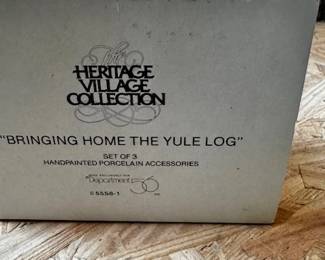 the
HERITAGE
VILLAGE
COLLECTION
"BRINGING HOME THE YULE LOG"
SET OF 3
HANDPAINTED PORCELAIN ACCESSORIES
Department 56
5558-1